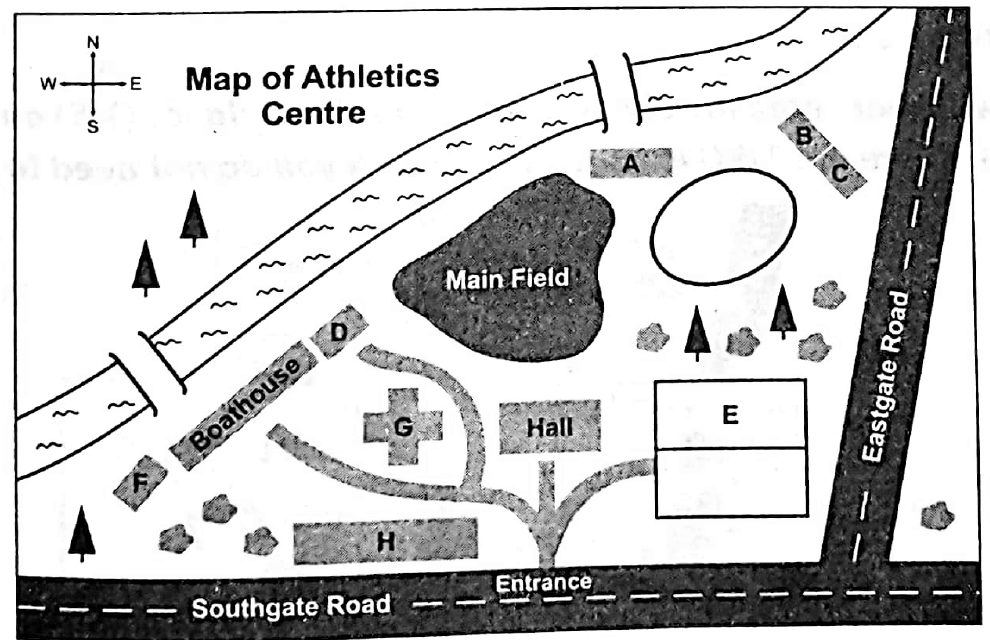 N
W E
S
Map of Athletics
Centre
A
B
C
Main Field
D
Boathouse
F
G
Hall
E
Eastgate Road
H
Entrance
Southgate Road